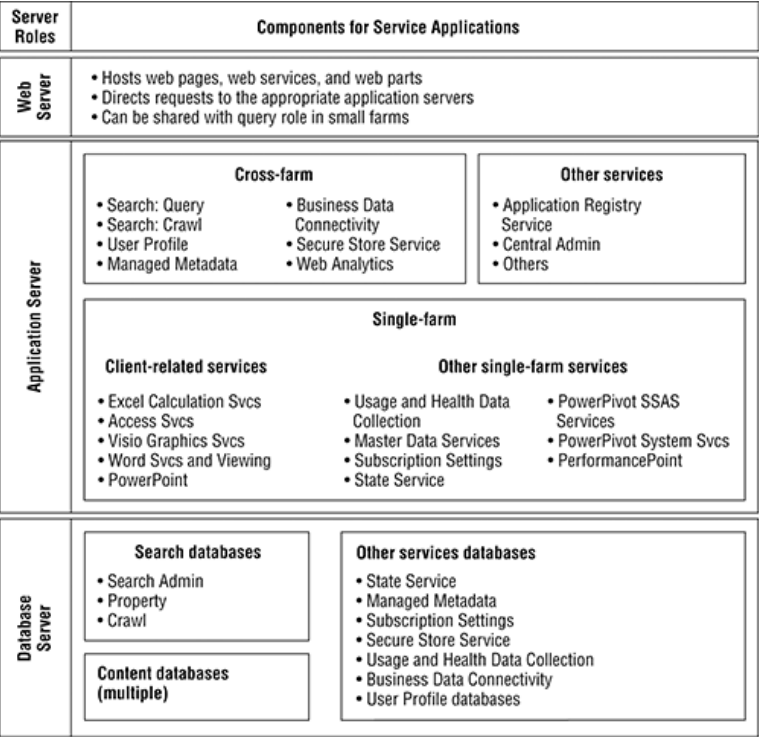 Server
Roles
Components for Service Applications
Web
Server
• Hosts web pages, web services, and web parts
• Directs requests to the appropriate application servers
• Can be shared with query role in small farms
Application Server
Cross-farm
• Search: Query
• Search: Crawl
• User Profile
• Managed Metadata
• Business Data
Connectivity
• Secure Store Service
• Web Analytics
Other services
• Application Registry
Service
• Central Admin
• Others
Single-farm
Client-related services
• Excel Calculation Svcs
• Access Svcs
• Visio Graphics Svcs
• Word Svcs and Viewing
• PowerPoint
Other single-farm services
• Usage and Health Data
Collection
• Master Data Services
• Subscription Settings
• State Service
• PowerPivot SSAS
Services
• PowerPivot System Svcs
• PerformancePoint
Database
Server
Search databases
• Search Admin
• Property
• Crawl
Content databases
(multiple)
Other services databases
• State Service
• Managed Metadata
• Subscription Settings
• Secure Store Service
• Usage and Health Data Collection
• Business Data Connectivity
• User Profile databases